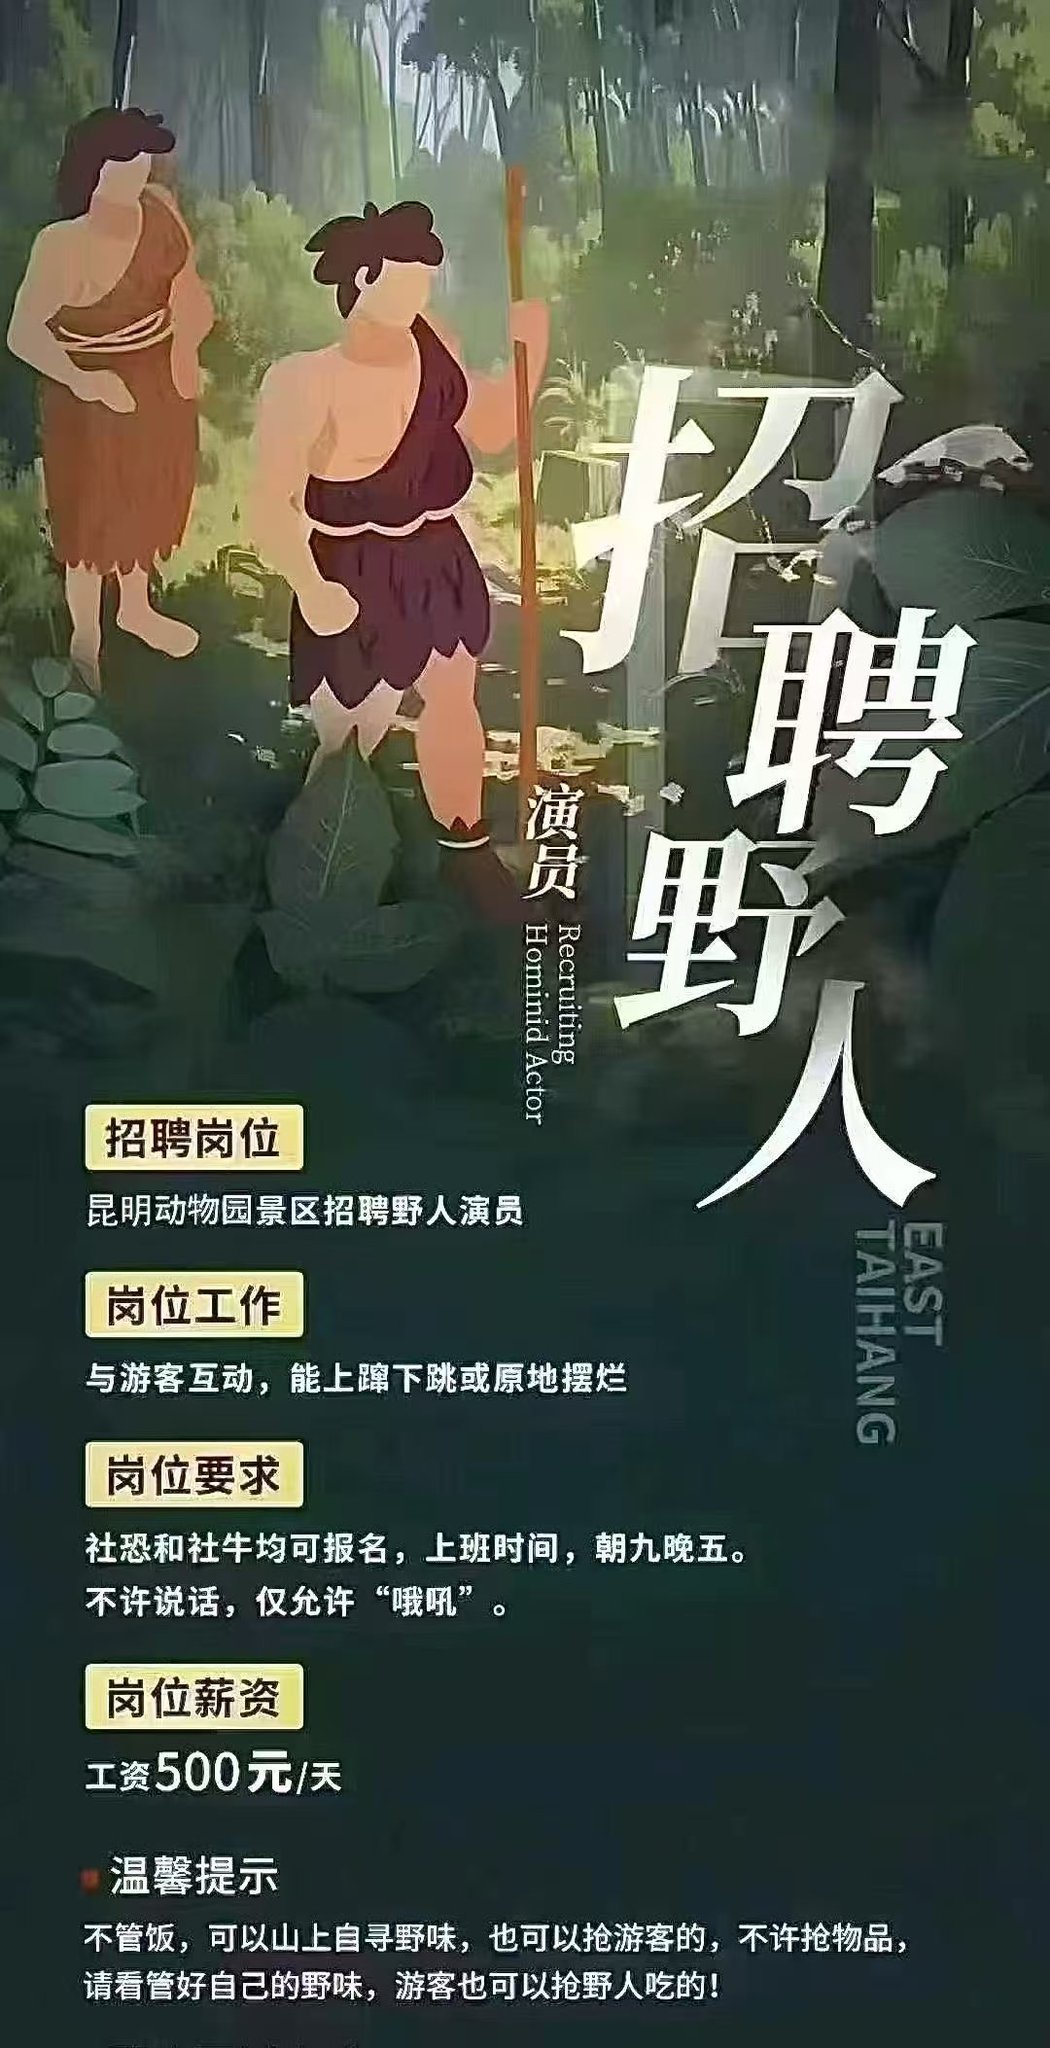 招聘野人
演员
Recruiting
Hominid Actor
EAST
TAIHANG
招聘岗位
昆明动物园景区招聘野人演员
岗位工作
与游客互动，能上蹿下跳或原地摆烂
岗位要求
社恐和社牛均可报名，上班时间，朝九晚五。
不许说话，仅允许“哦吼”。
岗位薪资
工资500元/天
温馨提示
不管饭，可以山上自寻野味，也可以抢游客的，不许抢物品，
请看管好自己的野味，游客也可以抢野人吃的！